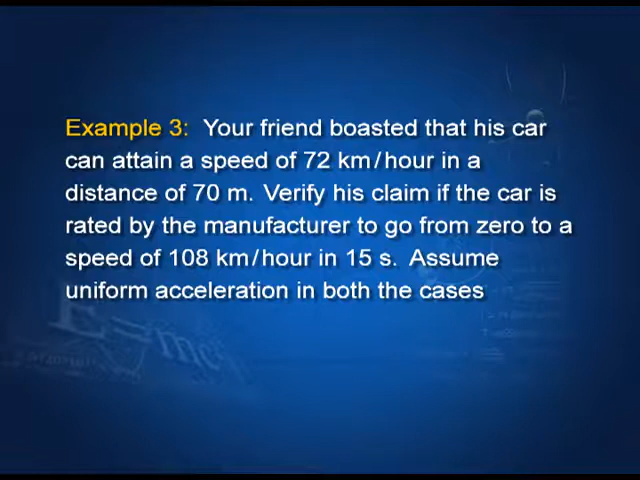 Example 3: Your friend boasted that his car
can attain a speed of 72 km/hour in a
distance of 70 m. Verify his claim if the car is
rated by the manufacturer to go from zero to a
speed of 108 km/hour in 15 s. Assume
uniform acceleration in both the cases
E=mc